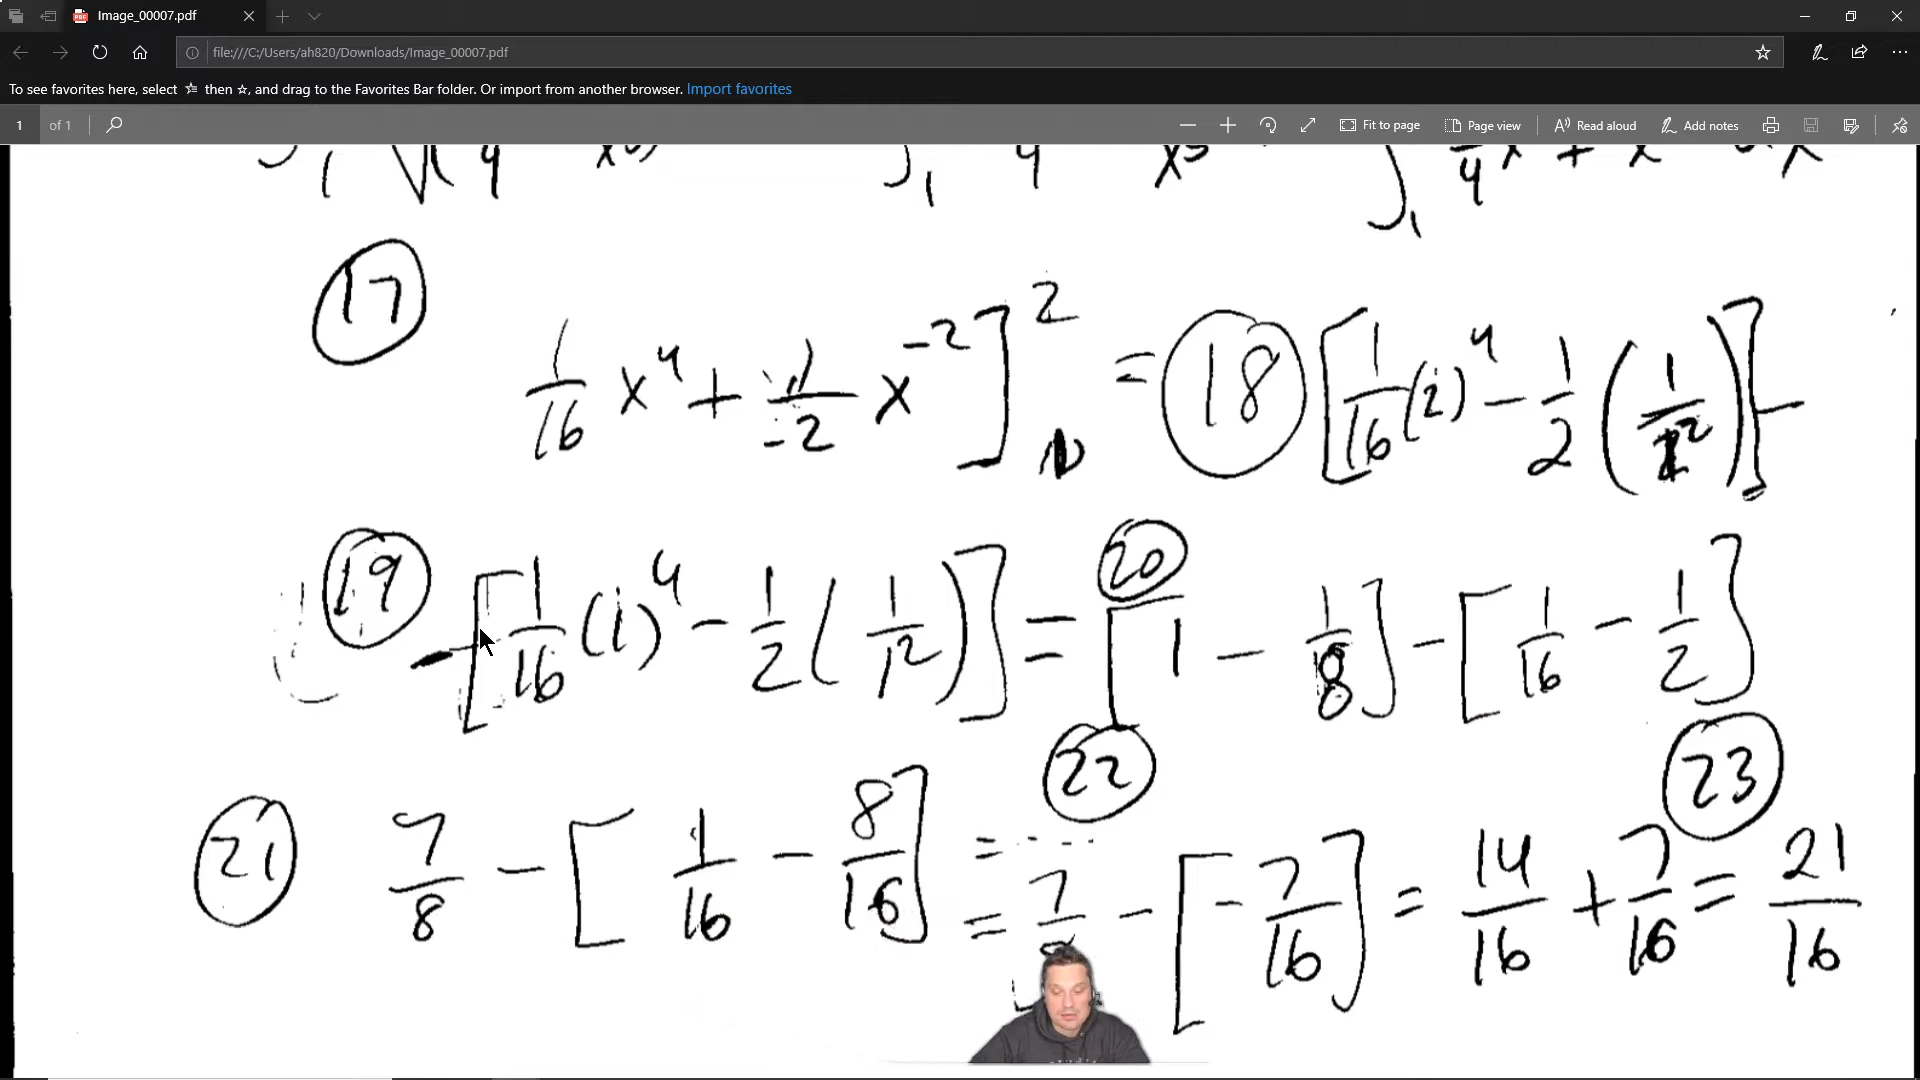 Image_00007.pdf
file:///C:/Users/ah820/Downloads/Image_00007.pdf
To see favorites here, select ☆ then ☆, and drag to the Favorites Bar folder. Or import from another browser. Import favorites
1 of 1 Fit to page Page view Read aloud Add notes
17 1/16 x^4 + 1/-2 x^-2 ]^2 = 18 [ 1/16 (2)^4 - 1/2 ( 1/2^2 ) ] -
19 - [ 1/16 (1)^4 - 1/2 ( 1/1^2 ) ] = 20 [ 1 - 1/8 ] - [ 1/16 - 1/2 ]
21 7/8 - [ 1/16 - 8/16 ] = 22 = 7/8 - [ - 7/16 ] = 14/16 + 7/16 = 23 21/16